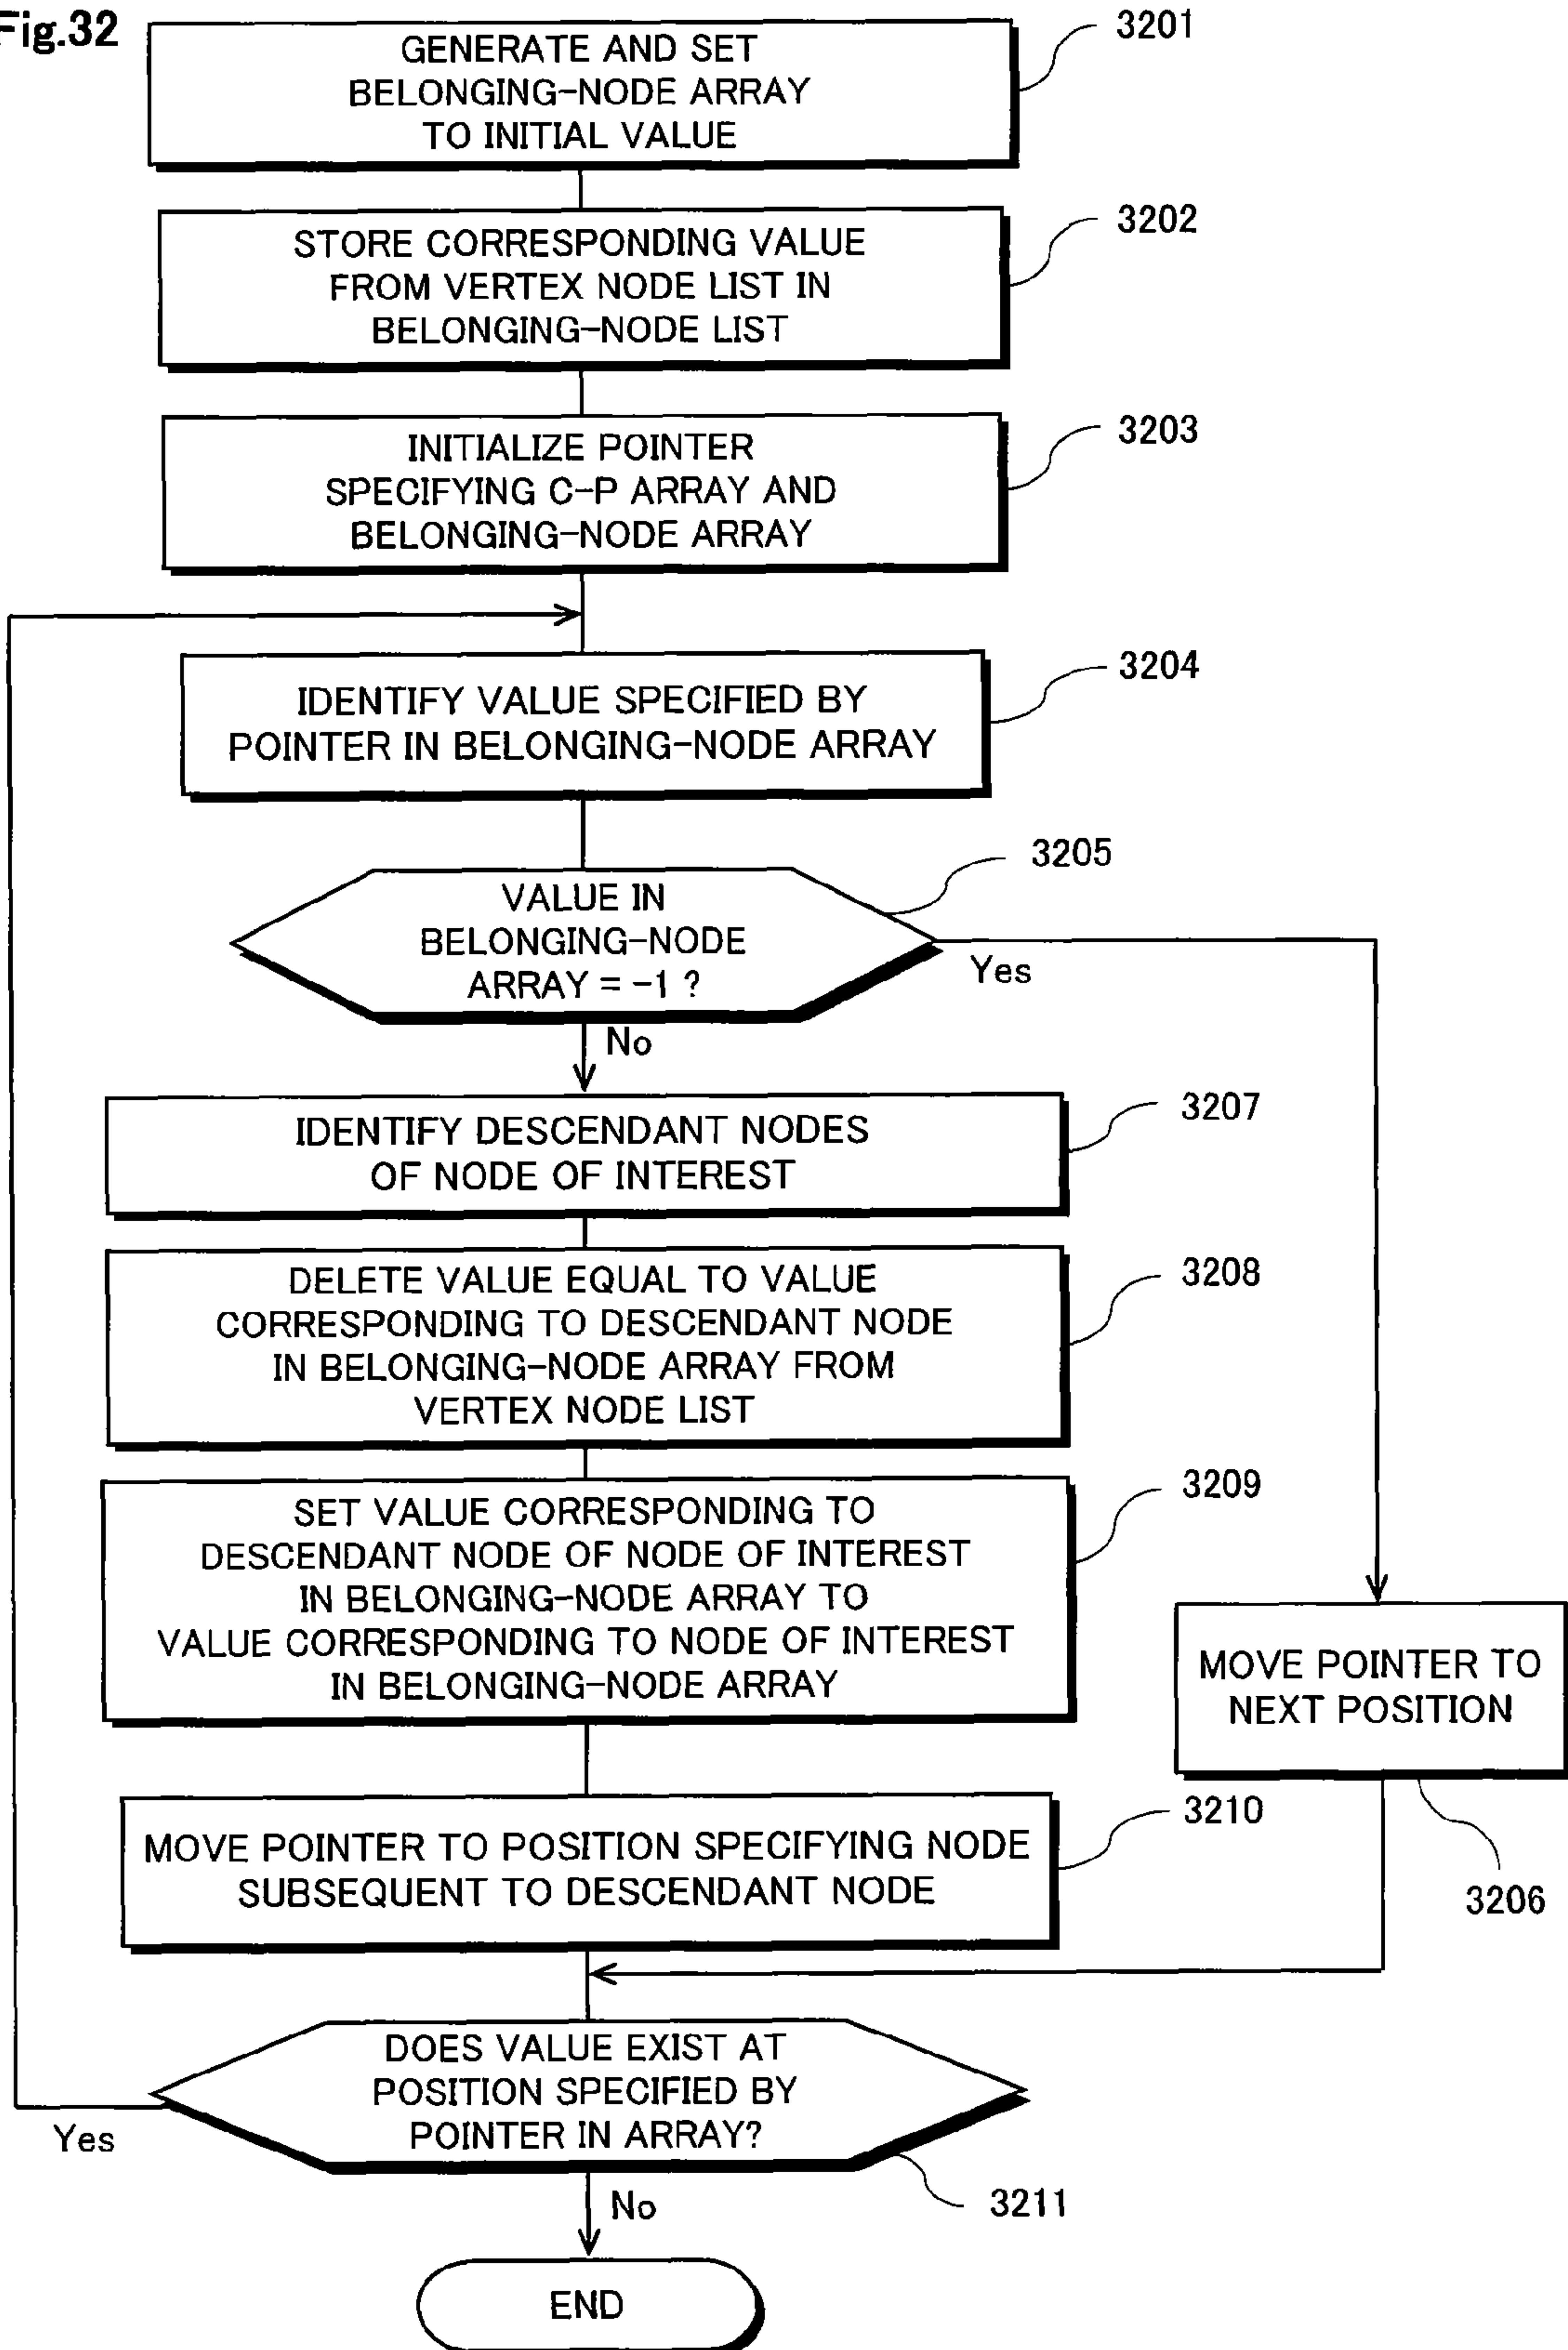 Fig.32
GENERATE AND SET
BELONGING-NODE ARRAY
TO INITIAL VALUE
3201
STORE CORRESPONDING VALUE
FROM VERTEX NODE LIST IN
BELONGING-NODE LIST
3202
INITIALIZE POINTER
SPECIFYING C-P ARRAY AND
BELONGING-NODE ARRAY
3203
IDENTIFY VALUE SPECIFIED BY
POINTER IN BELONGING-NODE ARRAY
3204
VALUE IN
BELONGING-NODE
ARRAY = -1 ?
3205
Yes
No
IDENTIFY DESCENDANT NODES
OF NODE OF INTEREST
3207
DELETE VALUE EQUAL TO VALUE
CORRESPONDING TO DESCENDANT NODE
IN BELONGING-NODE ARRAY FROM
VERTEX NODE LIST
3208
SET VALUE CORRESPONDING TO
DESCENDANT NODE OF NODE OF INTEREST
IN BELONGING-NODE ARRAY TO
VALUE CORRESPONDING TO NODE OF INTEREST
IN BELONGING-NODE ARRAY
3209
MOVE POINTER TO
NEXT POSITION
3206
MOVE POINTER TO POSITION SPECIFYING NODE
SUBSEQUENT TO DESCENDANT NODE
3210
DOES VALUE EXIST AT
POSITION SPECIFIED BY
POINTER IN ARRAY?
3211
Yes
No
END